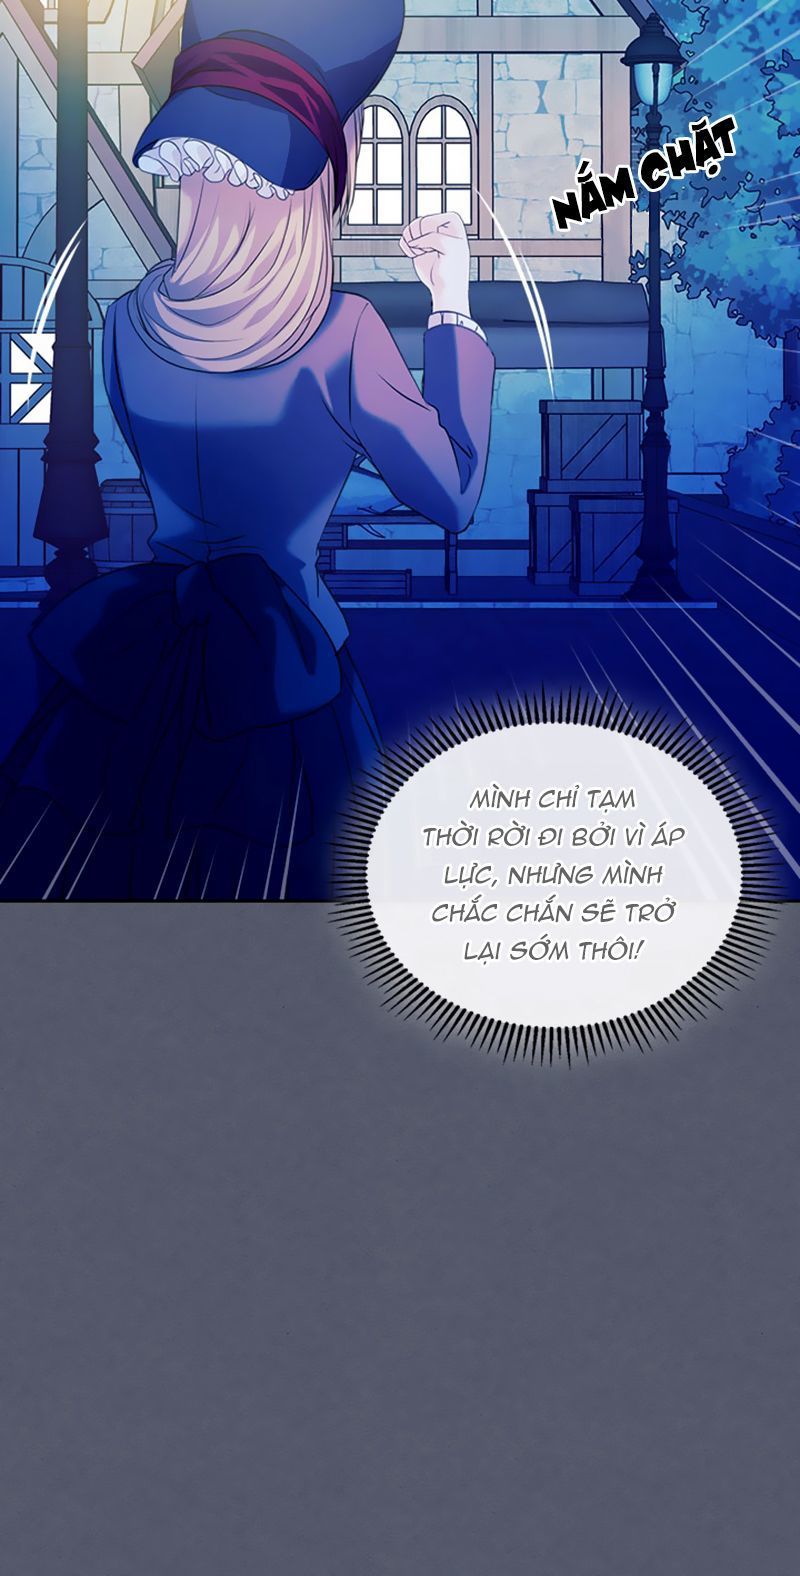 NẮM CHẶT
MÌNH CHỈ TẠM
THỜI RỜI ĐI BỞI VÌ ÁP
LỰC, NHƯNG MÌNH
CHẮC CHẮN SẼ TRỞ
LẠI SỚM THÔI!